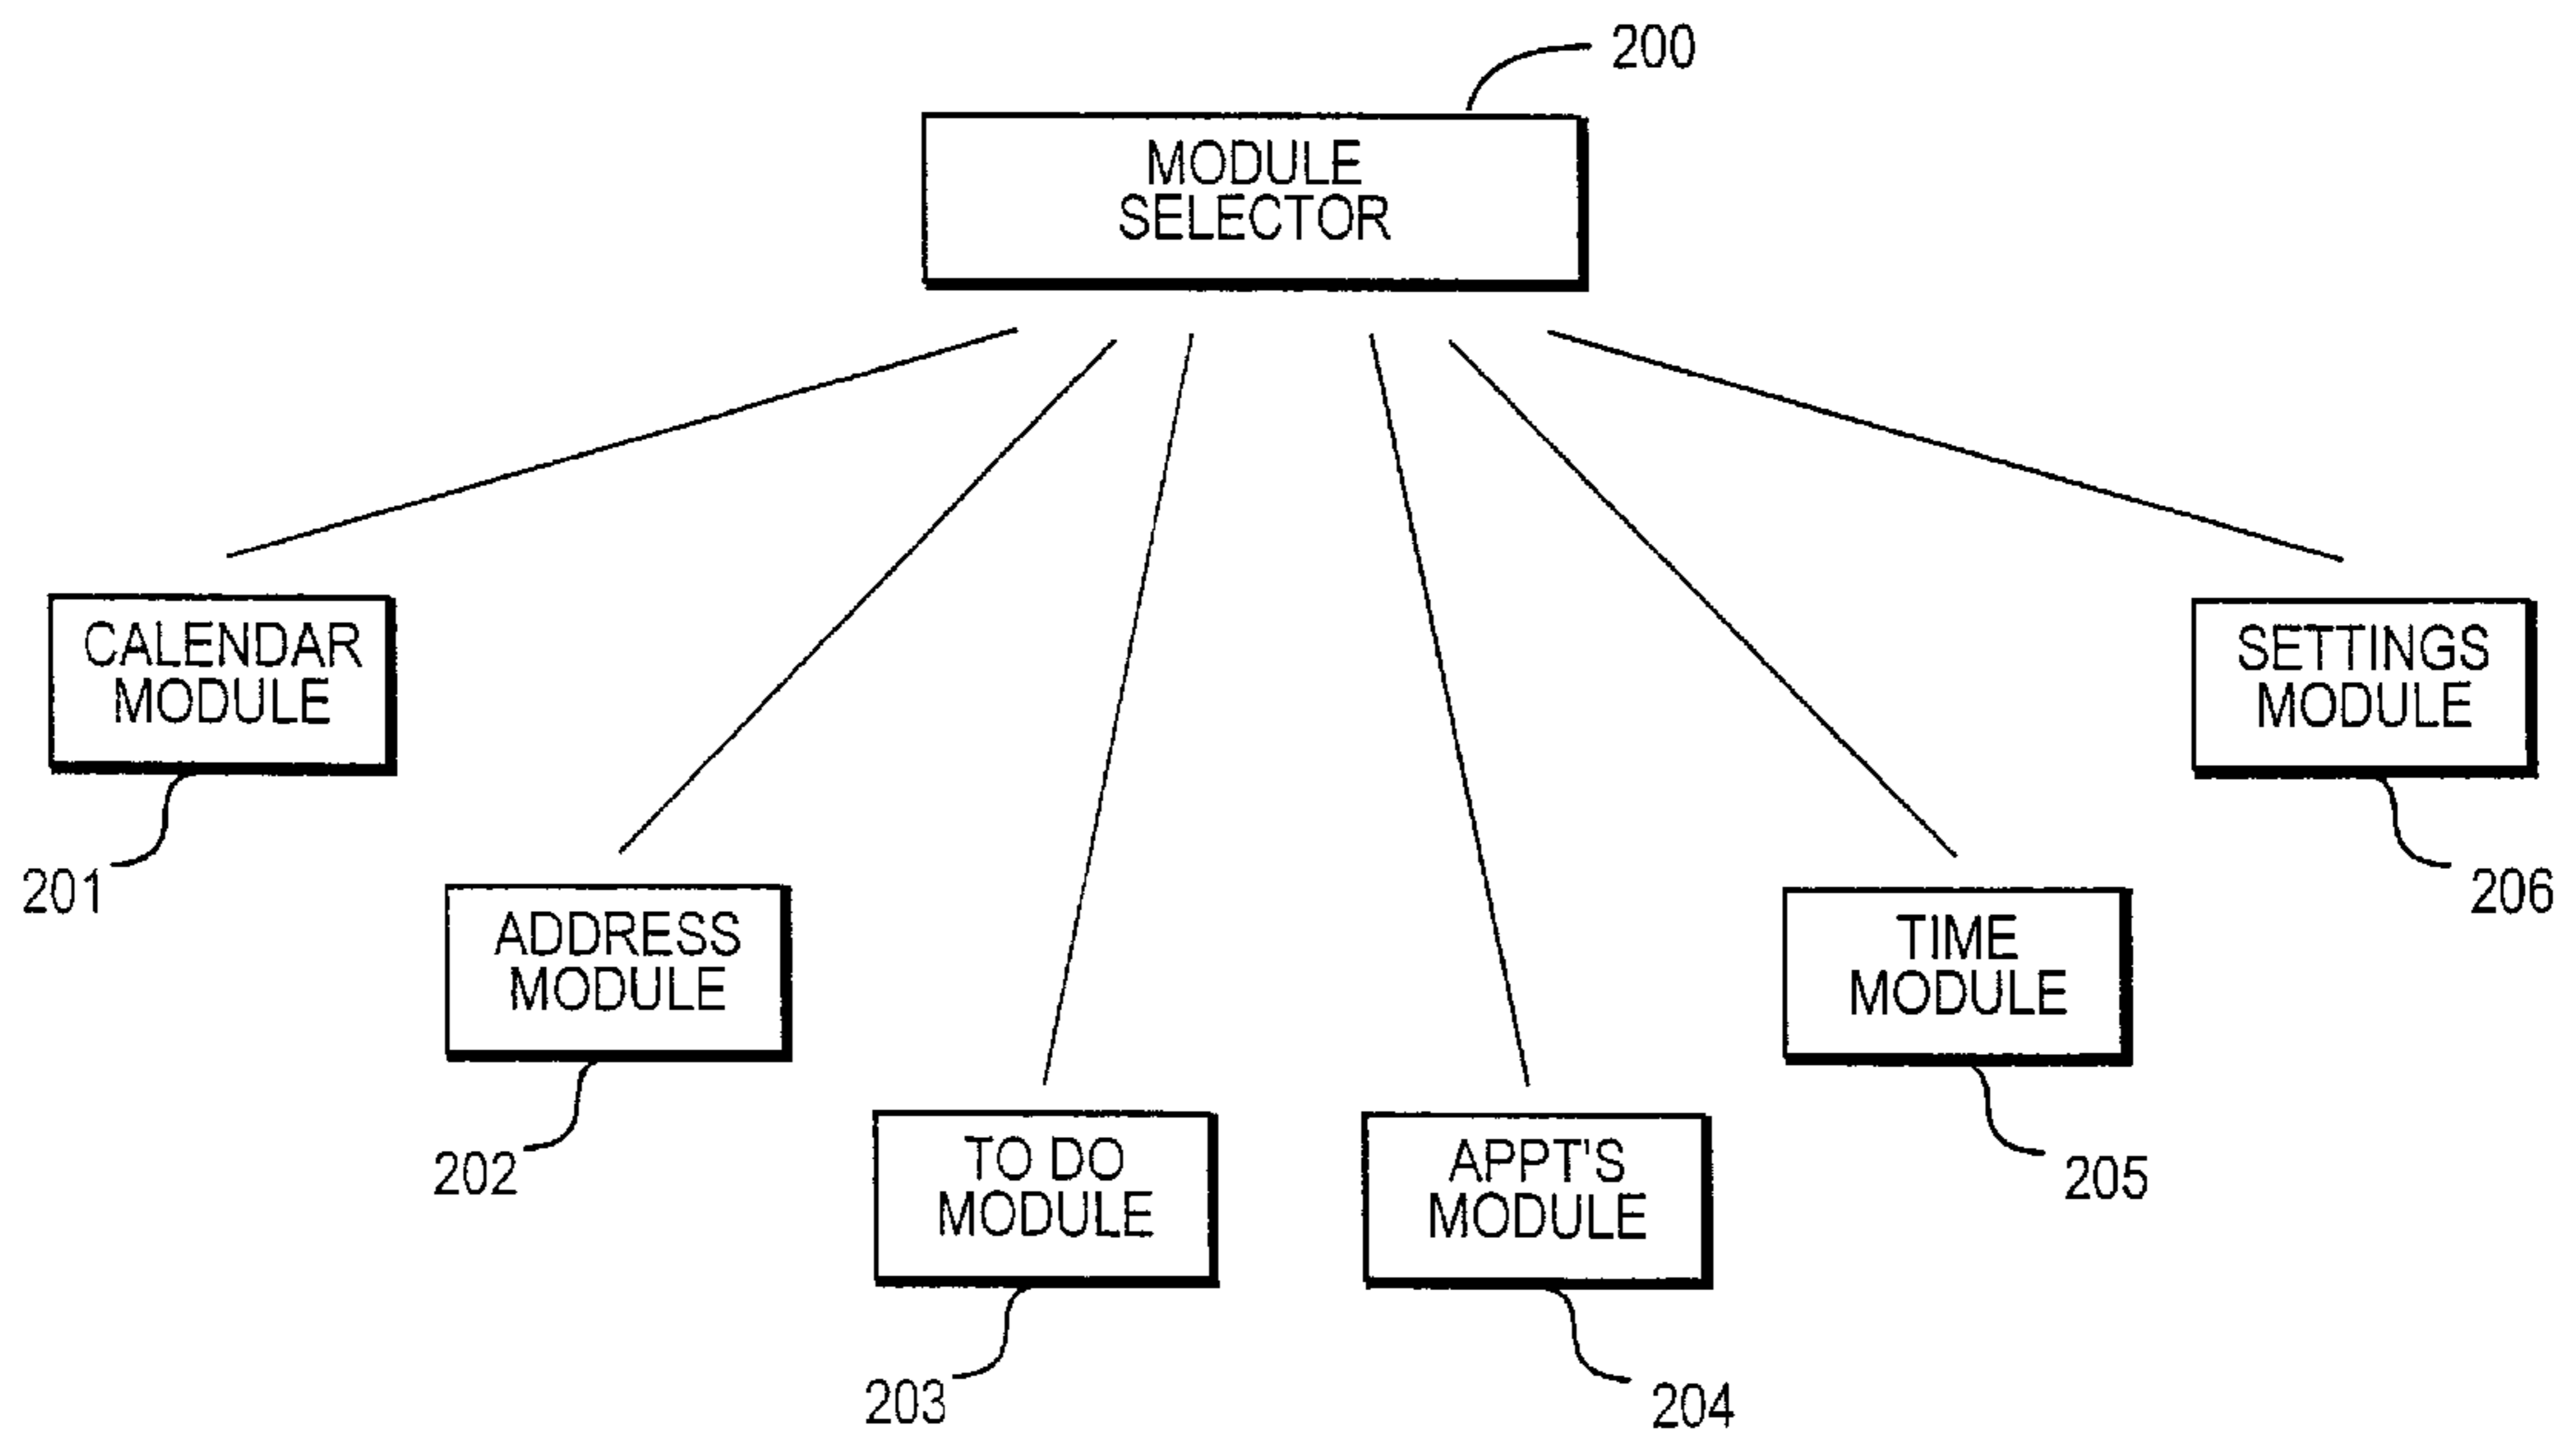 200
MODULE
SELECTOR
CALENDAR
MODULE
201
ADDRESS
MODULE
202
TO DO
MODULE
203
APPT'S
MODULE
204
TIME
MODULE
205
SETTINGS
MODULE
206